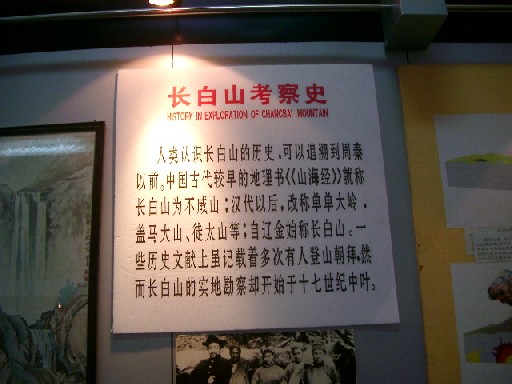 长白山考察史
HISTORY IN EXPLORATION OF CHANGBAI MOUNTAIN
人类认识长白山的历史，可以追溯到周秦
以前。中国古代较早的地理书《山海经》就称
长白山为不咸山；汉代以后，改称单单大岭，
盖马大山、徒太山等；自辽金始称长白山。一
些历史文献上虽记载着多次有人登山朝拜，然
而长白山的实地勘察却开始于十七世纪中叶。